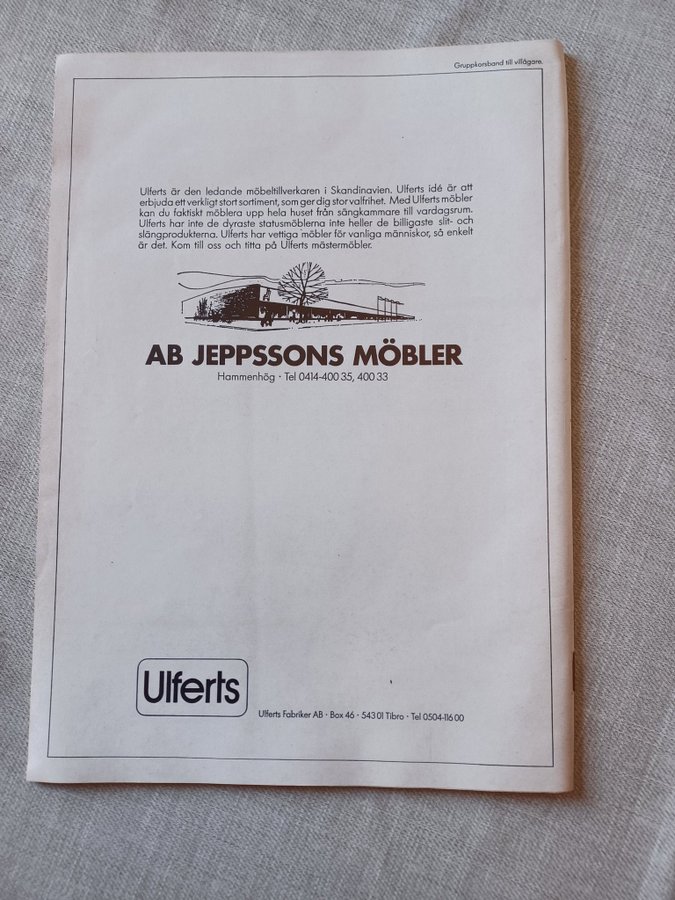 Gruppkorsband till villågare.
Ulferts är den ledande möbeltillverkaren i Skandinavien. Ulferts idé är att
erbjuda ett verkligt stort sortiment, som ger dig stor valfrihet. Med Ulferts möbler
kan du faktiskt möblera upp hela huset från sängkammare till vardagsrum.
Ulferts har inte de dyraste statusmöblerna inte heller de billigaste slit- och
slängprodukterna. Ulferts har vettiga möbler för vanliga människor, så enkelt
är det. Kom till oss och titta på Ulferts mästermöbler.
AB JEPPSSONS MÖBLER
Hammenhög · Tel 0414-400 35, 400 33
Ulferts
Ulferts Fabriker AB · Box 46 · 543 01 Tibro · Tel 0504-116 00